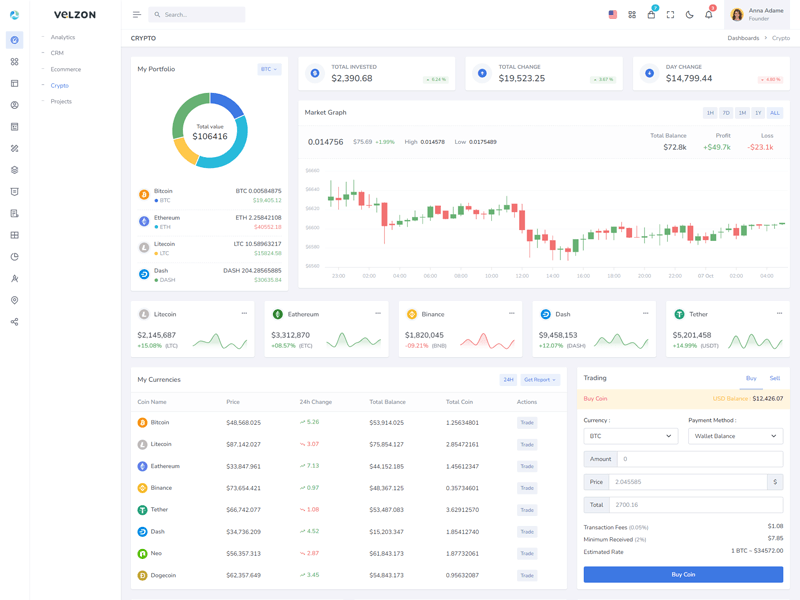 VELZON
Search...
7
3
Anna Adame
Founder
Analytics
CRM
Ecommerce
Crypto
Projects
CRYPTO
Dashboards > Crypto
My Portfolio
BTC
Total value
$106416
Bitcoin
BTC 0.00584875
BTC
$19,405.12
Ethereum
ETH 2.25842108
ETH
$40552.18
Litecoin
LTC 10.58963217
LTC
$15824.58
Dash
DASH 204.28565885
DASH
$30635.84
TOTAL INVESTED
$2,390.68
6.24 %
TOTAL CHANGE
$19,523.25
3.67 %
DAY CHANGE
$14,799.44
4.80 %
Market Graph
1H 7D 1M 1Y ALL
0.014756
$75.69 +1.99%
High 0.014578
Low 0.0175489
Total Balance
$72.8k
Profit
+$49.7k
Loss
-$23.1k
$6660
$6640
$6620
$6600
$6580
$6560
23:00 02:00 04:00 06:00 08:00 10:00 12:00 14:00 16:00 18:00 20:00 22:00 07 Oct 02:00 04:00
Litecoin
$2,145,687
+15.08% (LTC)
Eathereum
$3,312,870
+08.57% (ETC)
Binance
$1,820,045
-09.21% (BNB)
Dash
$9,458,153
+12.07% (DASH)
Tether
$5,201,458
+14.99% (USDT)
My Currencies
24H
Get Report
Coin Name Price 24h Change Total Balance Total Coin Actions
Bitcoin $48,568.025 5.26 $53,914.025 1.25634801 Trade
Litecoin $87,142.027 3.07 $75,854.127 2.85472161 Trade
Eathereum $33,847.961 7.13 $44,152.185 1.45612347 Trade
Binance $73,654.421 0.97 $48,367.125 0.35734601 Trade
Tether $66,742.077 1.08 $53,487.083 3.62912570 Trade
Dash $34,736.209 4.52 $15,203.347 1.85412740 Trade
Neo $56,357.313 2.87 $61,843.173 1.87732061 Trade
Dogecoin $62,357.649 3.45 $54,843.173 0.95632087 Trade
Trading
Buy
Sell
Buy Coin
USD Balance : $12,426.07
Currency :
BTC
Payment Method :
Wallet Balance
Amount 0
Price 2.045585 $
Total 2700.16
Transaction Fees (0.05%) $1.08
Minimum Received (2%) $7.85
Estimated Rate 1 BTC ~ $34572.00
Buy Coin